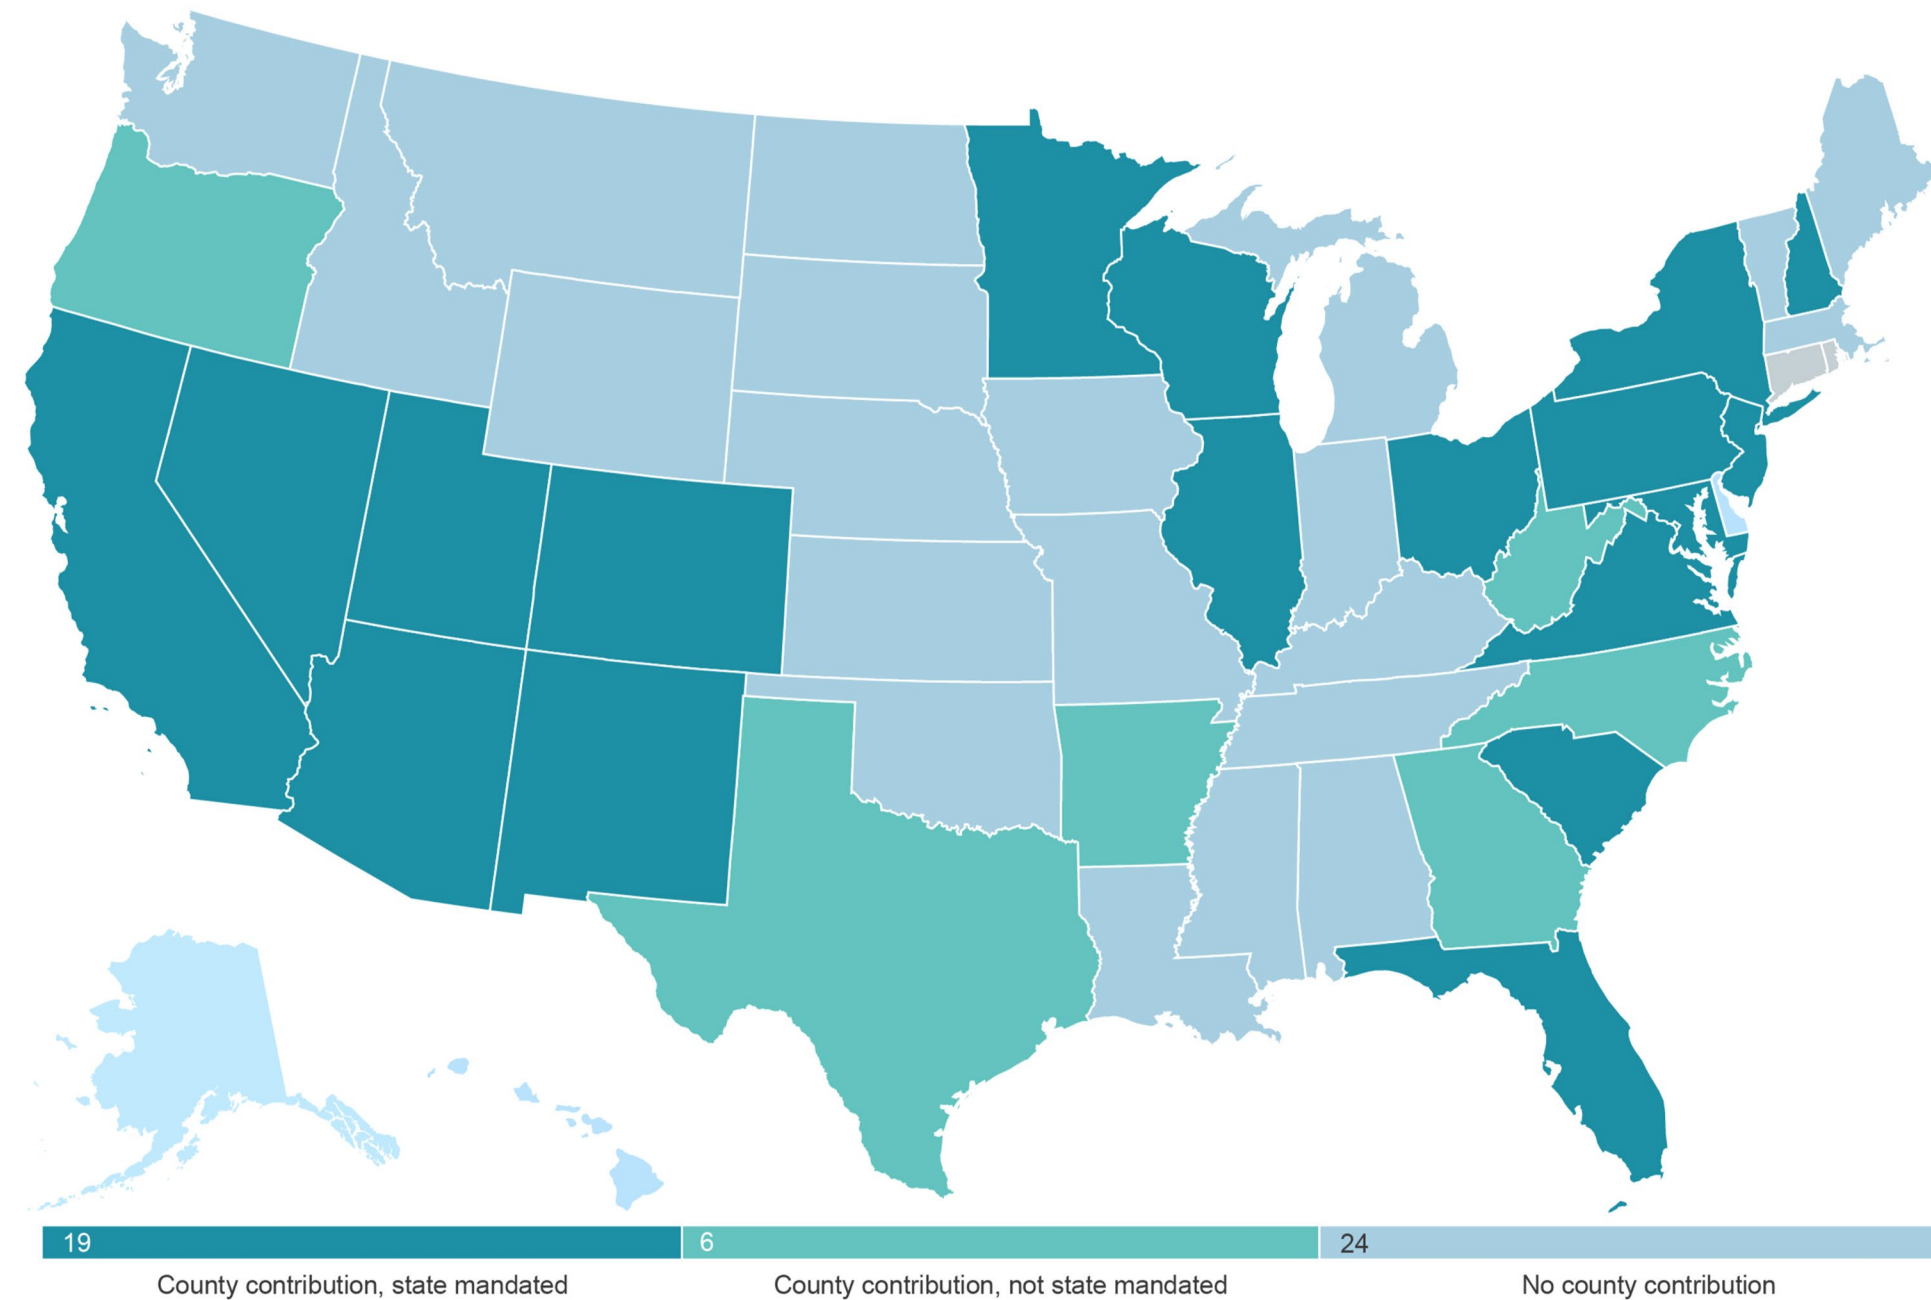 19
6
24
County contribution, state mandated
County contribution, not state mandated
No county contribution